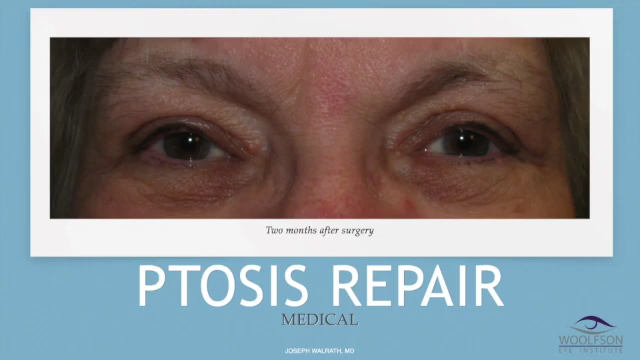 Two months after surgery
PTOSIS REPAIR
MEDICAL
JOSEPH WALRATH, MD
WOOLFSON
EYE INSTITUTE